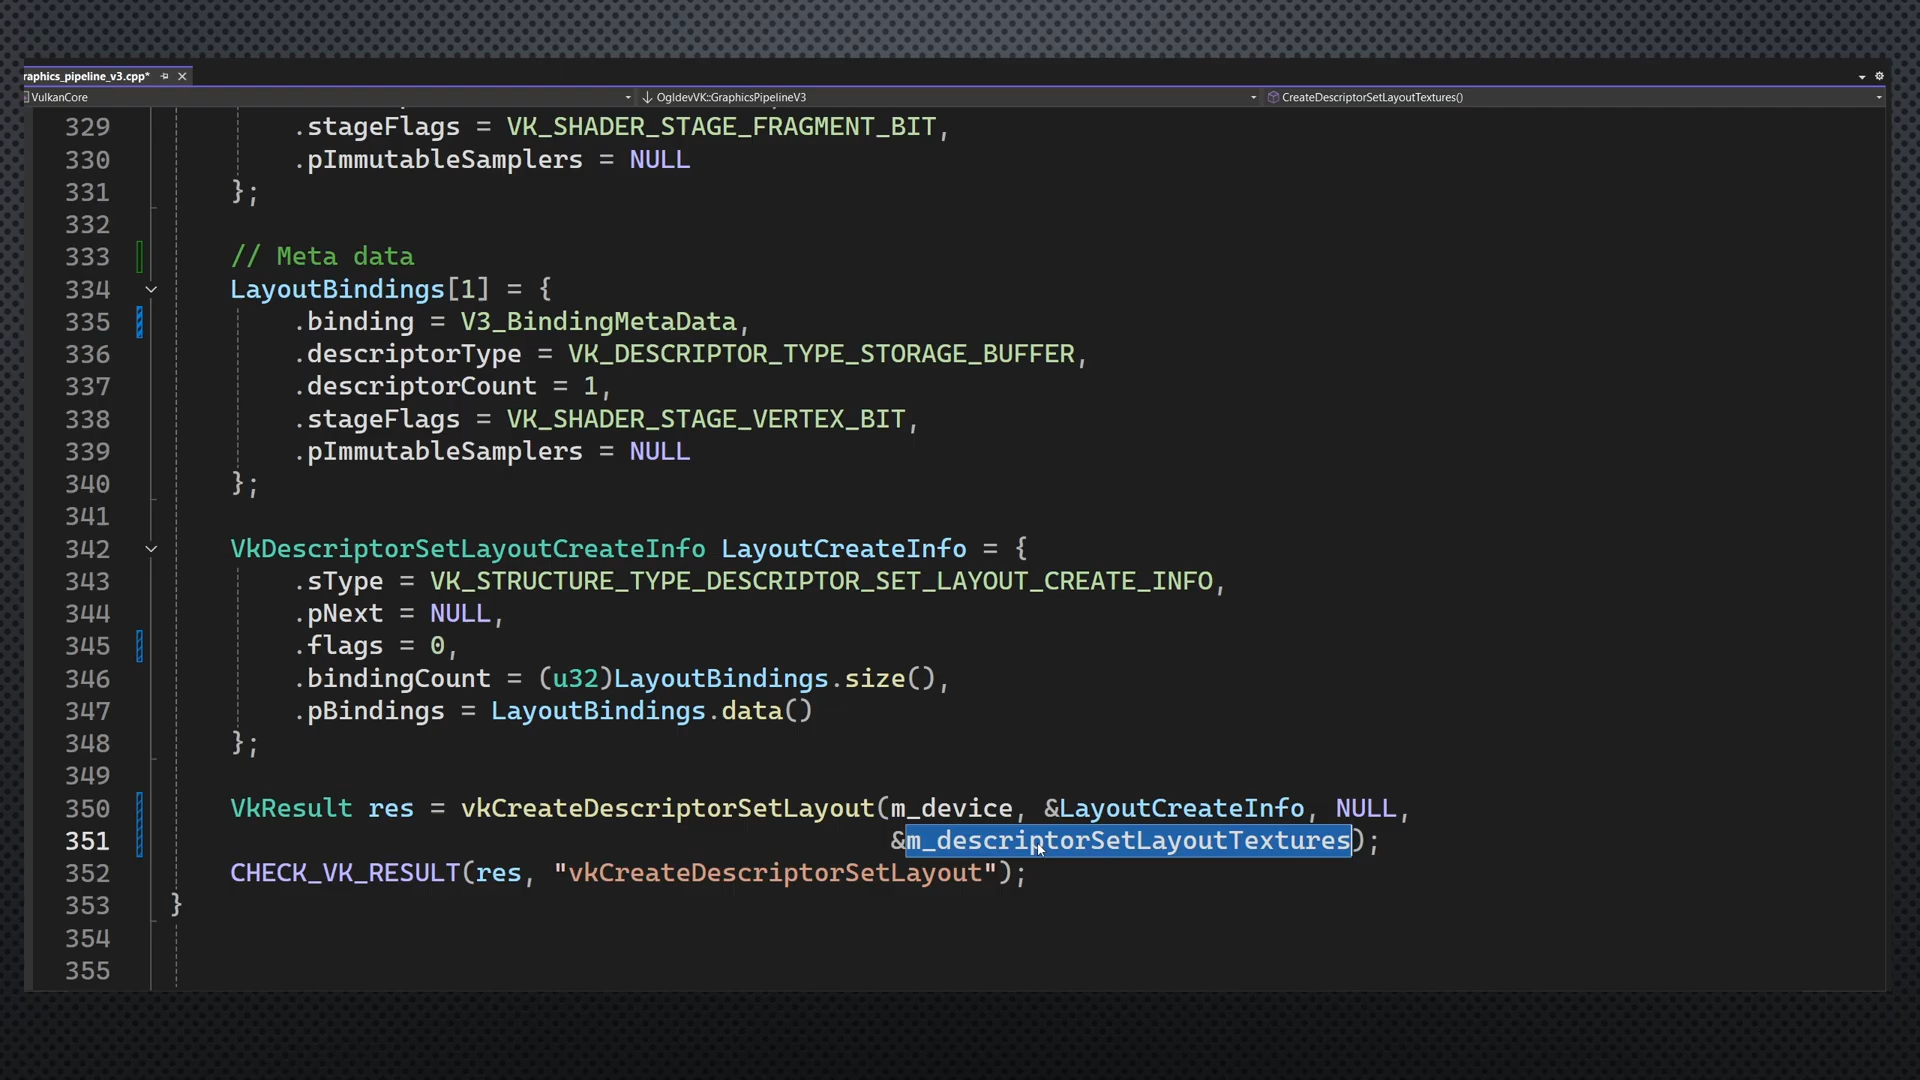 raphics_pipeline_v3.cpp*
VulkanCore
OgldevVK::GraphicsPipelineV3
CreateDescriptorSetLayoutTextures()
329 .stageFlags = VK_SHADER_STAGE_FRAGMENT_BIT,
330 .pImmutableSamplers = NULL
331 };
332
333 // Meta data
334 LayoutBindings[1] = {
335 .binding = V3_BindingMetaData,
336 .descriptorType = VK_DESCRIPTOR_TYPE_STORAGE_BUFFER,
337 .descriptorCount = 1,
338 .stageFlags = VK_SHADER_STAGE_VERTEX_BIT,
339 .pImmutableSamplers = NULL
340 };
341
342 VkDescriptorSetLayoutCreateInfo LayoutCreateInfo = {
343 .sType = VK_STRUCTURE_TYPE_DESCRIPTOR_SET_LAYOUT_CREATE_INFO,
344 .pNext = NULL,
345 .flags = 0,
346 .bindingCount = (u32)LayoutBindings.size(),
347 .pBindings = LayoutBindings.data()
348 };
349
350 VkResult res = vkCreateDescriptorSetLayout(m_device, &LayoutCreateInfo, NULL,
351 &m_descriptorSetLayoutTextures);
352 CHECK_VK_RESULT(res, "vkCreateDescriptorSetLayout");
353 }
354
355